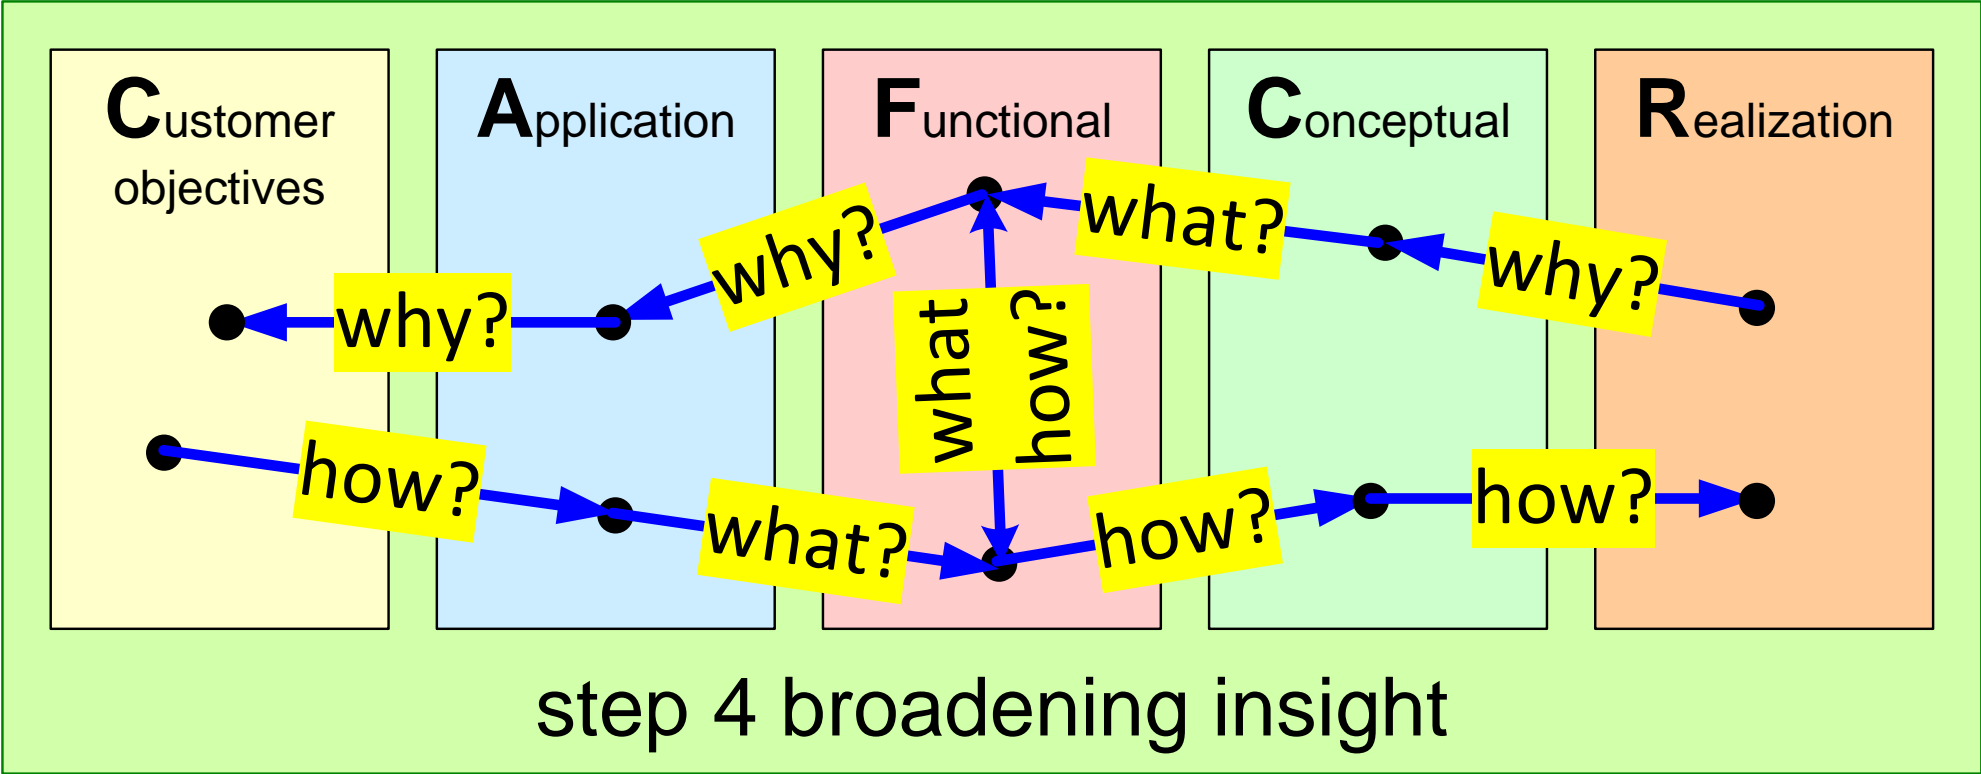 Customer
objectives
Application
Functional
Conceptual
Realization
why?
why?
what
how?
what?
why?
how?
what?
how?
how?
step 4 broadening insight